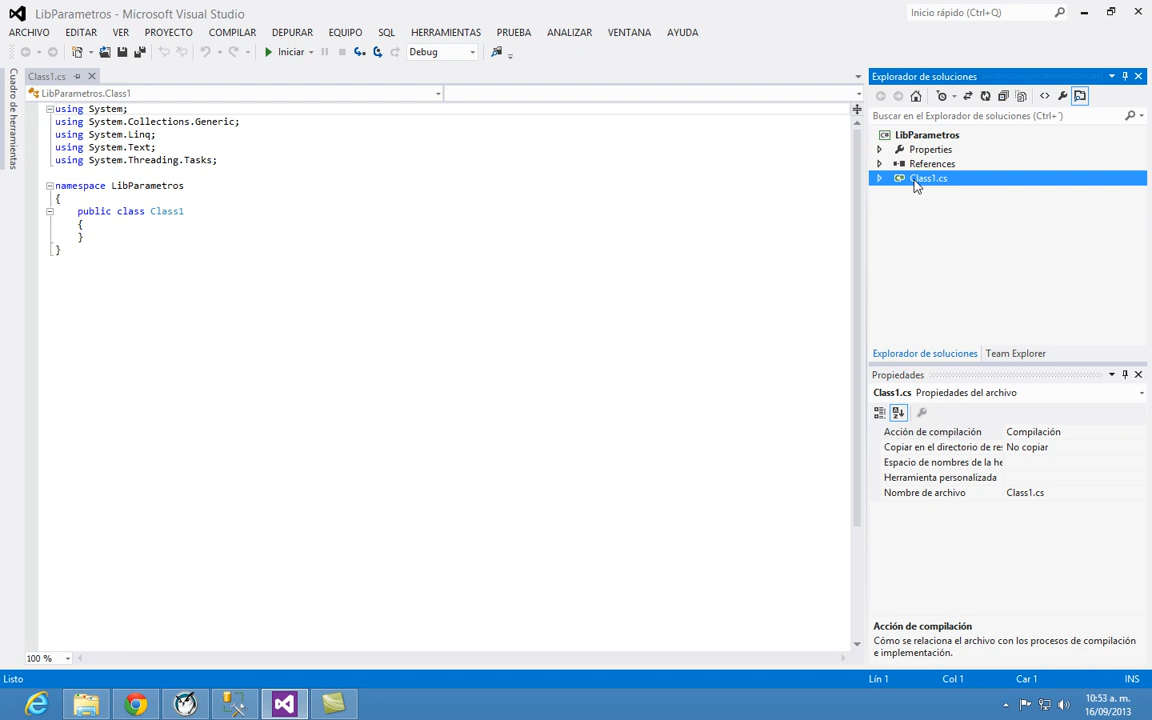 LibParametros - Microsoft Visual Studio
Inicio rápido (Ctrl+Q)
ARCHIVO EDITAR VER PROYECTO COMPILAR DEPURAR EQUIPO SQL HERRAMIENTAS PRUEBA ANALIZAR VENTANA AYUDA
Iniciar Debug
Cuadro de herramientas
Class1.cs
LibParametros.Class1
using System;
using System.Collections.Generic;
using System.Linq;
using System.Text;
using System.Threading.Tasks;
namespace LibParametros
{
public class Class1
{
}
}
100 %
Explorador de soluciones
Buscar en el Explorador de soluciones (Ctrl+¨)
LibParametros
Properties
References
Class1.cs
Explorador de soluciones Team Explorer
Propiedades
Class1.cs Propiedades del archivo
Acción de compilación Compilación
Copiar en el directorio de res No copiar
Espacio de nombres de la he
Herramienta personalizada
Nombre de archivo Class1.cs
Acción de compilación
Cómo se relaciona el archivo con los procesos de compilación
e implementación.
Listo Lín 1 Col 1 Car 1 INS
10:53 a. m.
16/09/2013